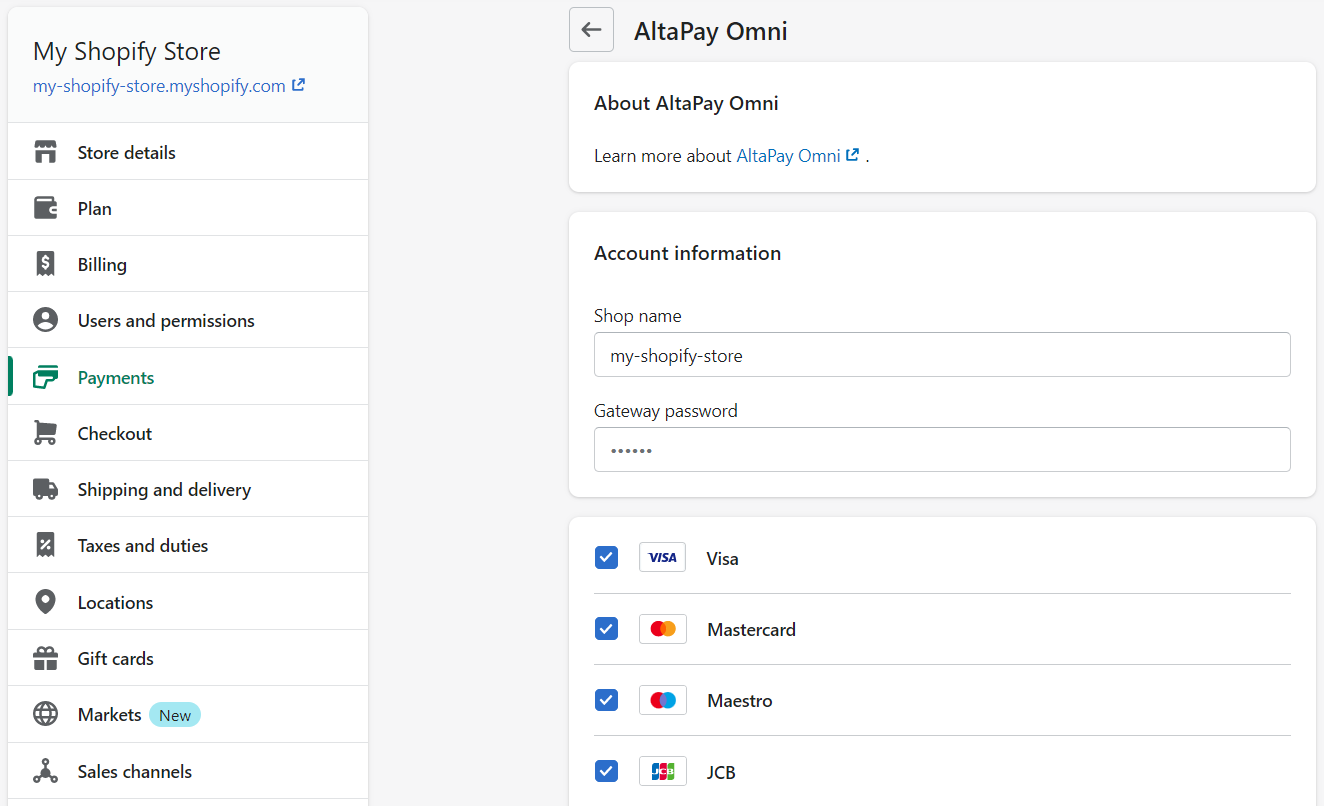 My Shopify Store
my-shopify-store.myshopify.com
Store details
Plan
Billing
Users and permissions
Payments
Checkout
Shipping and delivery
Taxes and duties
Locations
Gift cards
Markets New
Sales channels
AltaPay Omni
About AltaPay Omni
Learn more about AltaPay Omni .
Account information
Shop name
my-shopify-store
Gateway password
••••••
VISA Visa
Mastercard
Maestro
JCB JCB